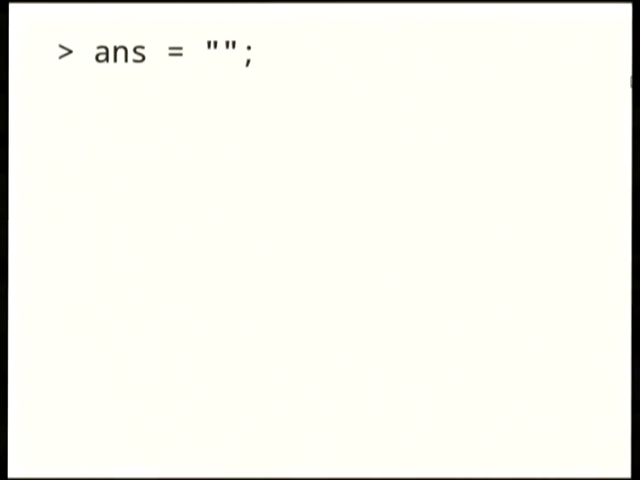 > ans = "";